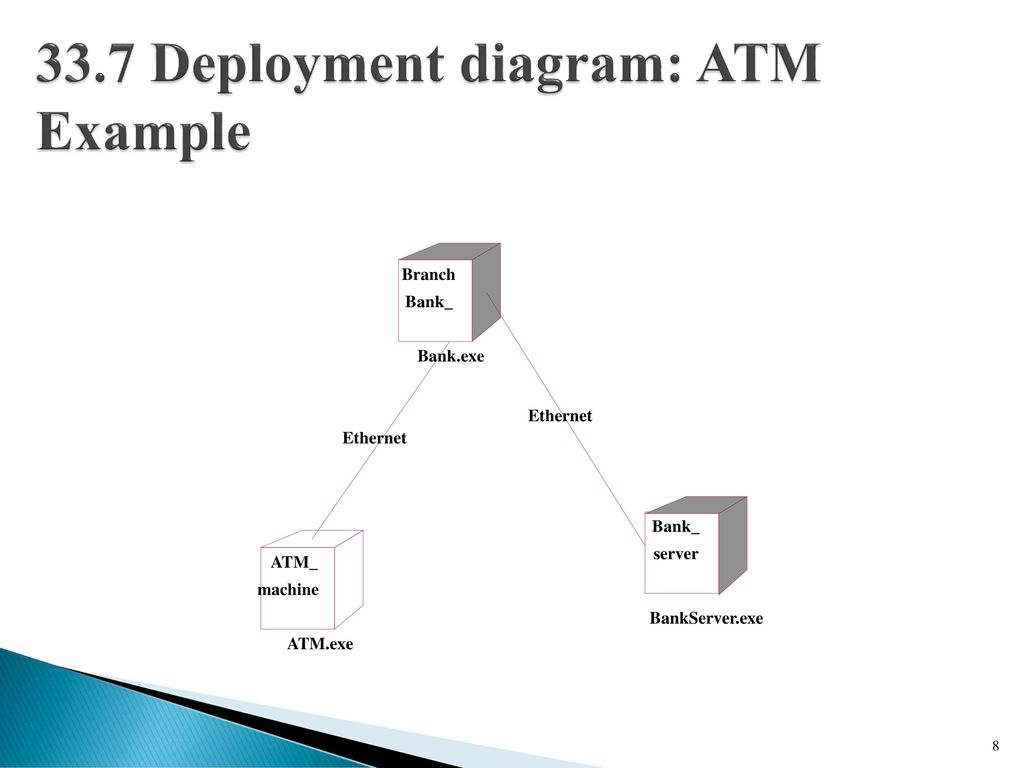 33.7 Deployment diagram: ATM
Example
Branch
Bank_
Bank.exe
Ethernet
Ethernet
Bank_
server
ATM_
machine
BankServer.exe
ATM.exe
8